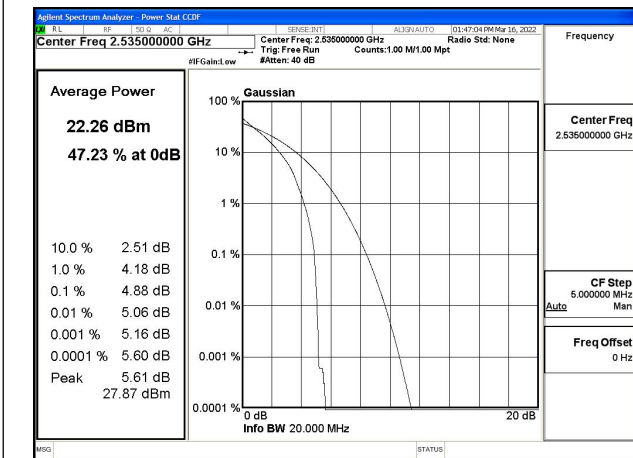 Agilent Spectrum Analyzer - Power Stat CCDF
RL RF 50 Ω AC SENSE:INT ALIGN AUTO 01:47:04 PM Mar 16, 2022
Center Freq 2.535000000 GHz
Center Freq: 2.535000000 GHz Radio Std: None
Trig: Free Run Counts:1.00 M/1.00 Mpt
#IFGain:Low #Atten: 40 dB
Frequency
Average Power
22.26 dBm
47.23 % at 0dB
10.0 % 2.51 dB
1.0 % 4.18 dB
0.1 % 4.88 dB
0.01 % 5.06 dB
0.001 % 5.16 dB
0.0001 % 5.60 dB
Peak 5.61 dB
27.87 dBm
Gaussian
100 %
10 %
1 %
0.1 %
0.01 %
0.001 %
0.0001 %
0 dB 20 dB
Info BW 20.000 MHz
Center Freq
2.535000000 GHz
CF Step
5.000000 MHz
Auto Man
Freq Offset
0 Hz
MSG STATUS